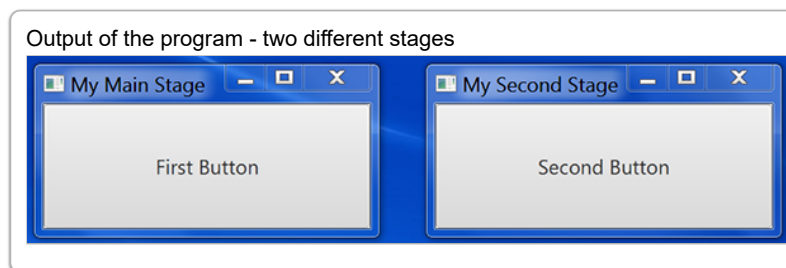 Output of the program - two different stages
My Main Stage
My Second Stage
First Button
Second Button